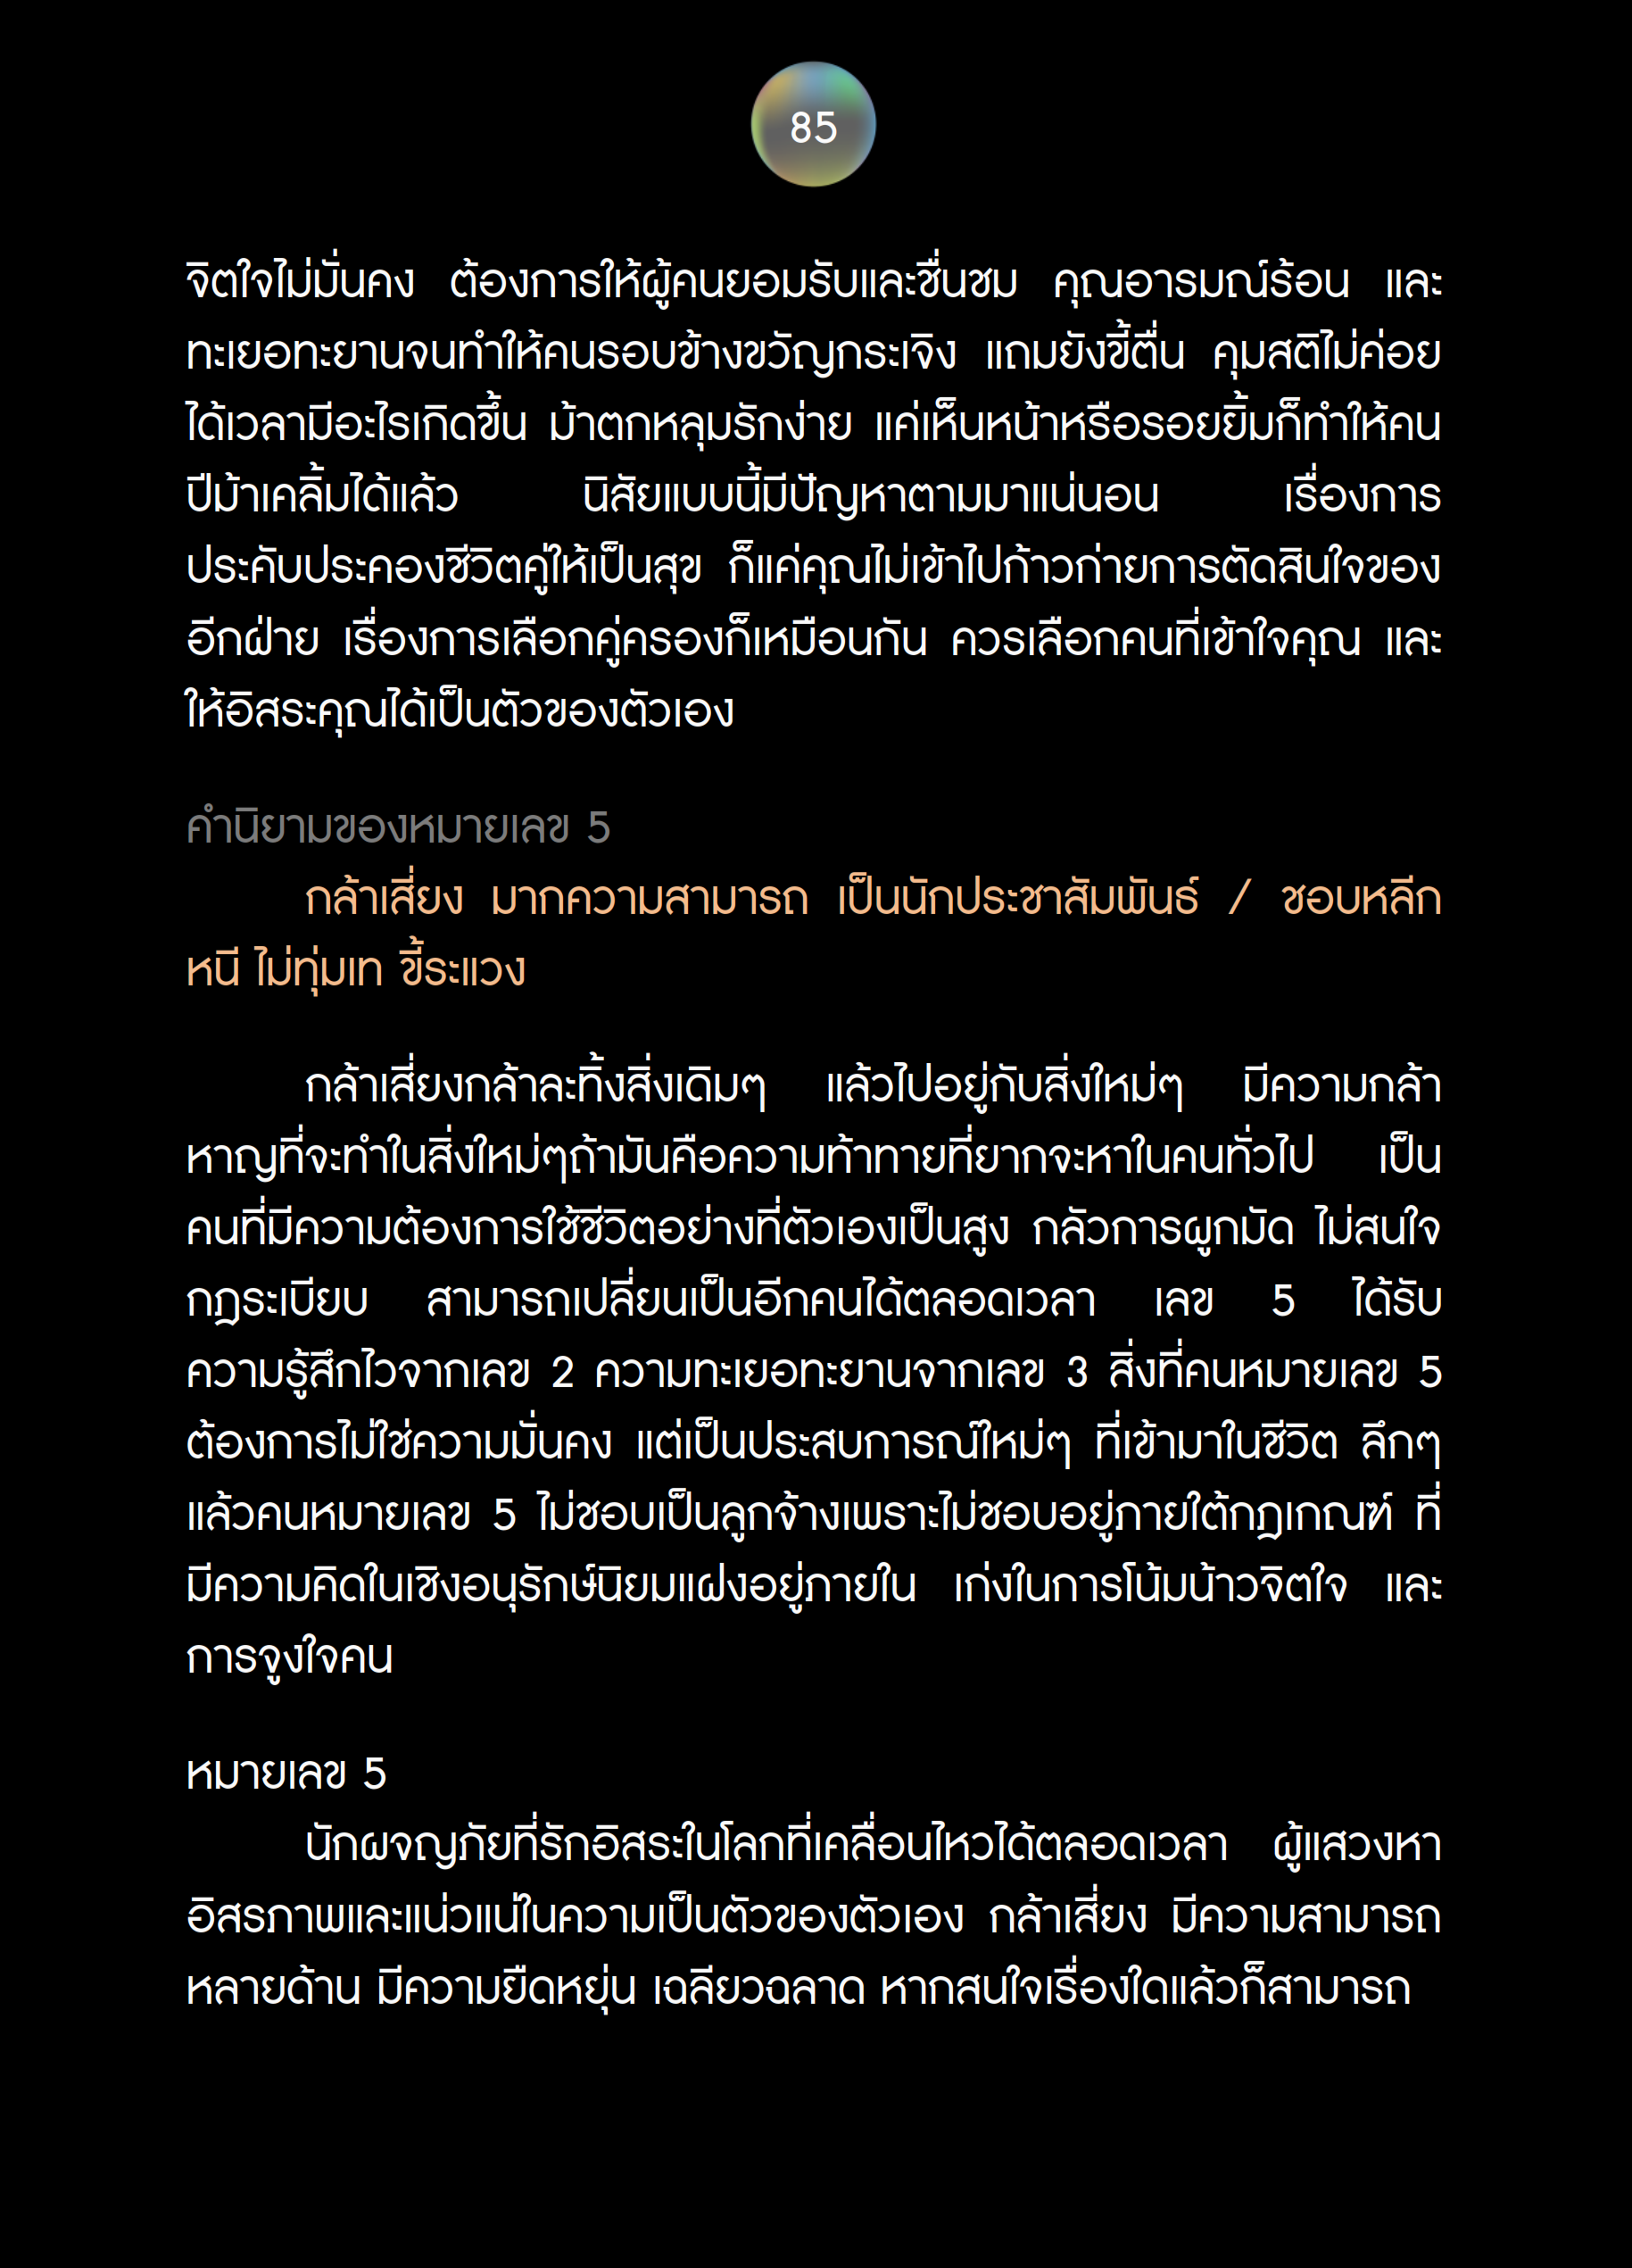 85
จิตใจไม่มั่นคง ต้องการให้ผู้คนยอมรับและชื่นชม คุณอารมณ์ร้อน และ
ทะเยอทะยานจนทำให้คนรอบข้างขวัญกระเจิง แถมยังขี้ตื่น คุมสติไม่ค่อย
ได้เวลามีอะไรเกิดขึ้น ม้าตกหลุมรักง่าย แค่เห็นหน้าหรือรอยยิ้มก็ทำให้คน
ปีม้าเคลิ้มได้แล้ว นิสัยแบบนี้มีปัญหาตามมาแน่นอน เรื่องการ
ประคับประคองชีวิตคู่ให้เป็นสุข ก็แค่คุณไม่เข้าไปก้าวก่ายการตัดสินใจของ
อีกฝ่าย เรื่องการเลือกคู่ครองก็เหมือนกัน ควรเลือกคนที่เข้าใจคุณ และ
ให้อิสระคุณได้เป็นตัวของตัวเอง
คำนิยามของหมายเลข 5
กล้าเสี่ยง มากความสามารถ เป็นนักประชาสัมพันธ์ / ชอบหลีก
หนี ไม่ทุ่มเท ขี้ระแวง
กล้าเสี่ยงกล้าละทิ้งสิ่งเดิมๆ แล้วไปอยู่กับสิ่งใหม่ๆ มีความกล้า
หาญที่จะทำในสิ่งใหม่ๆถ้ามันคือความท้าทายที่ยากจะหาในคนทั่วไป เป็น
คนที่มีความต้องการใช้ชีวิตอย่างที่ตัวเองเป็นสูง กลัวการผูกมัด ไม่สนใจ
กฎระเบียบ สามารถเปลี่ยนเป็นอีกคนได้ตลอดเวลา เลข 5 ได้รับ
ความรู้สึกไวจากเลข 2 ความทะเยอทะยานจากเลข 3 สิ่งที่คนหมายเลข 5
ต้องการไม่ใช่ความมั่นคง แต่เป็นประสบการณ์ใหม่ๆ ที่เข้ามาในชีวิต ลึกๆ
แล้วคนหมายเลข 5 ไม่ชอบเป็นลูกจ้างเพราะไม่ชอบอยู่ภายใต้กฎเกณฑ์ ที่
มีความคิดในเชิงอนุรักษ์นิยมแฝงอยู่ภายใน เก่งในการโน้มน้าวจิตใจ และ
การจูงใจคน
หมายเลข 5
นักผจญภัยที่รักอิสระในโลกที่เคลื่อนไหวได้ตลอดเวลา ผู้แสวงหา
อิสรภาพและแน่วแน่ในความเป็นตัวของตัวเอง กล้าเสี่ยง มีความสามารถ
หลายด้าน มีความยืดหยุ่น เฉลียวฉลาด หากสนใจเรื่องใดแล้วก็สามารถ